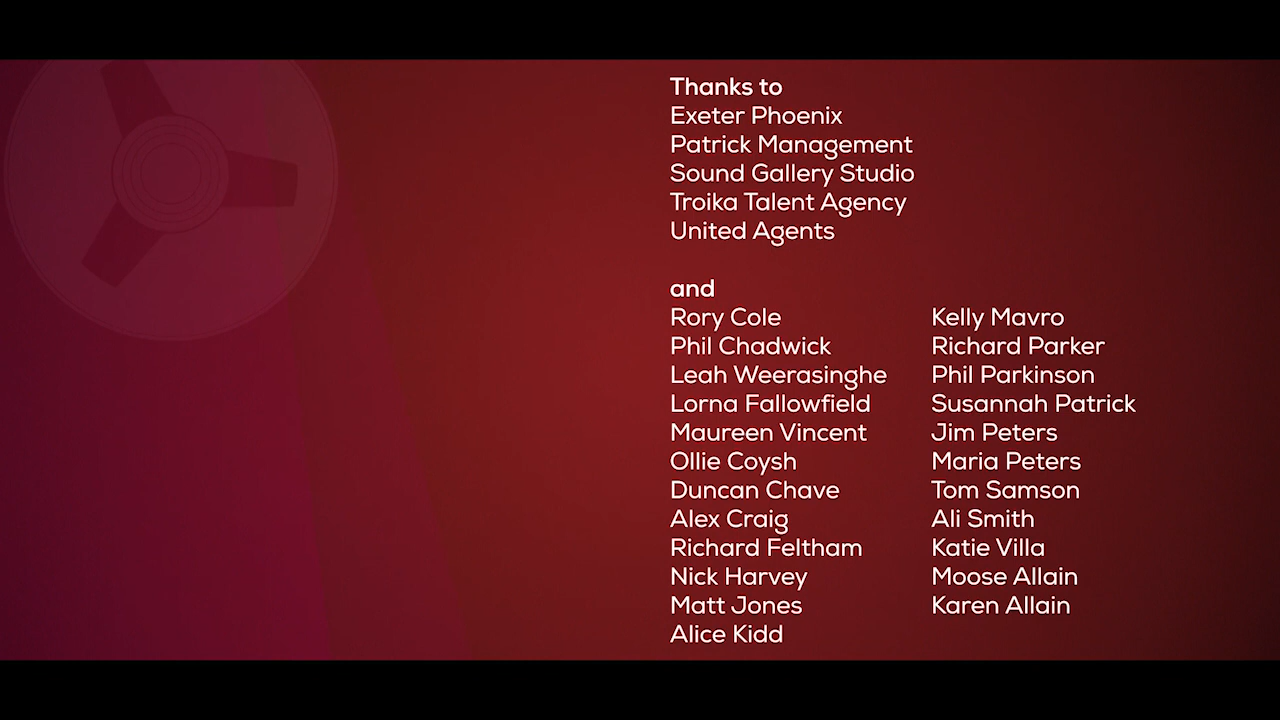 Thanks to
Exeter Phoenix
Patrick Management
Sound Gallery Studio
Troika Talent Agency
United Agents
and
Rory Cole
Phil Chadwick
Leah Weerasinghe
Lorna Fallowfield
Maureen Vincent
Ollie Coysh
Duncan Chave
Alex Craig
Richard Feltham
Nick Harvey
Matt Jones
Alice Kidd
Kelly Mavro
Richard Parker
Phil Parkinson
Susannah Patrick
Jim Peters
Maria Peters
Tom Samson
Ali Smith
Katie Villa
Moose Allain
Karen Allain